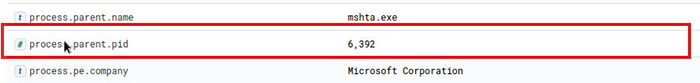 t process.parent.name mshta.exe
# process.parent.pid 6,392
t process.pe.company Microsoft Corporation